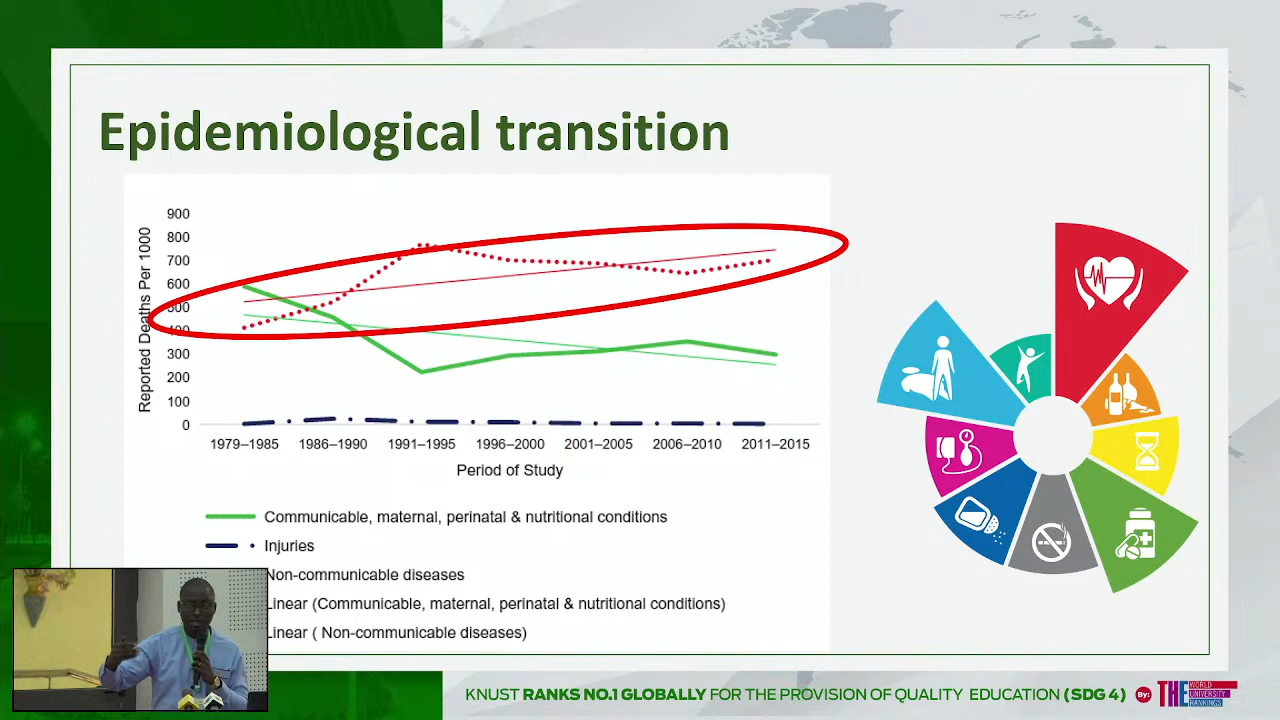 Epidemiological transition
Reported Deaths Per 1000
900
800
700
600
500
400
300
200
100
0
1979–1985 1986–1990 1991–1995 1996–2000 2001–2005 2006–2010 2011–2015
Period of Study
Communicable, maternal, perinatal & nutritional conditions
Injuries
Non-communicable diseases
Linear (Communicable, maternal, perinatal & nutritional conditions)
Linear ( Non-communicable diseases)
KNUST RANKS NO.1 GLOBALLY FOR THE PROVISION OF QUALITY EDUCATION (SDG 4) By: THE WORLD UNIVERSITY RANKINGS